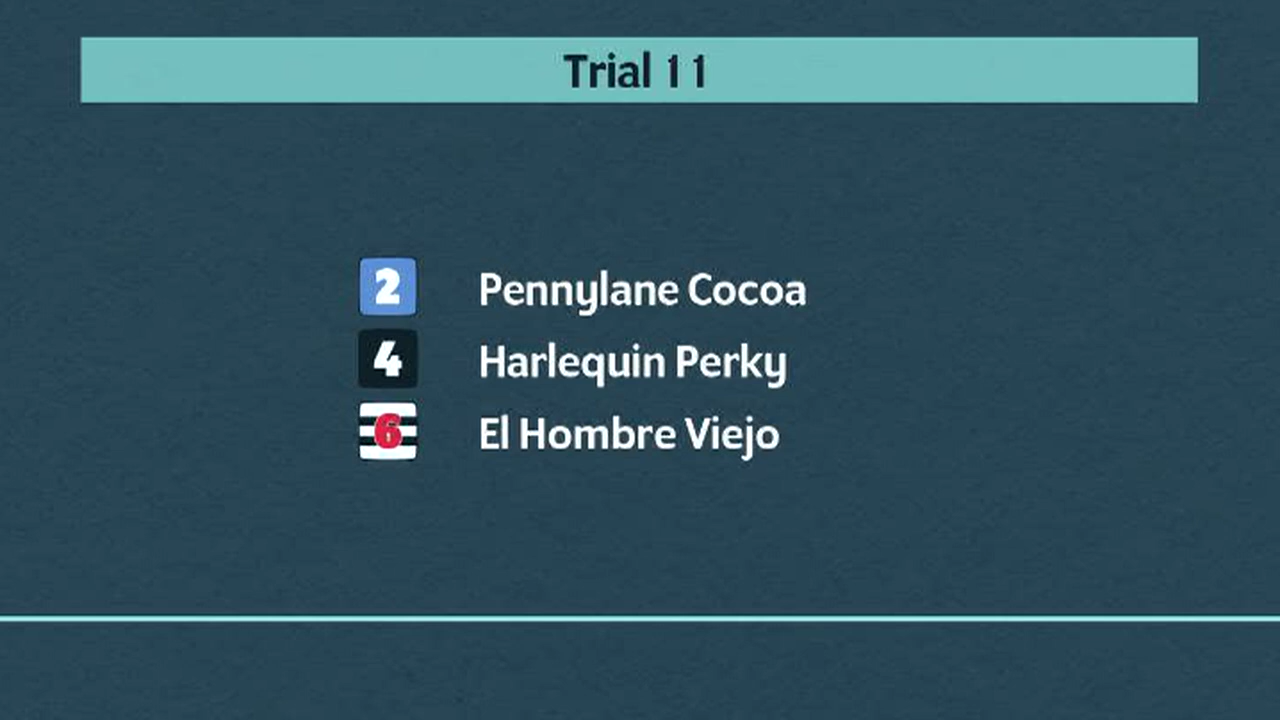 Trial 11
2 Pennylane Cocoa
4 Harlequin Perky
6 El Hombre Viejo